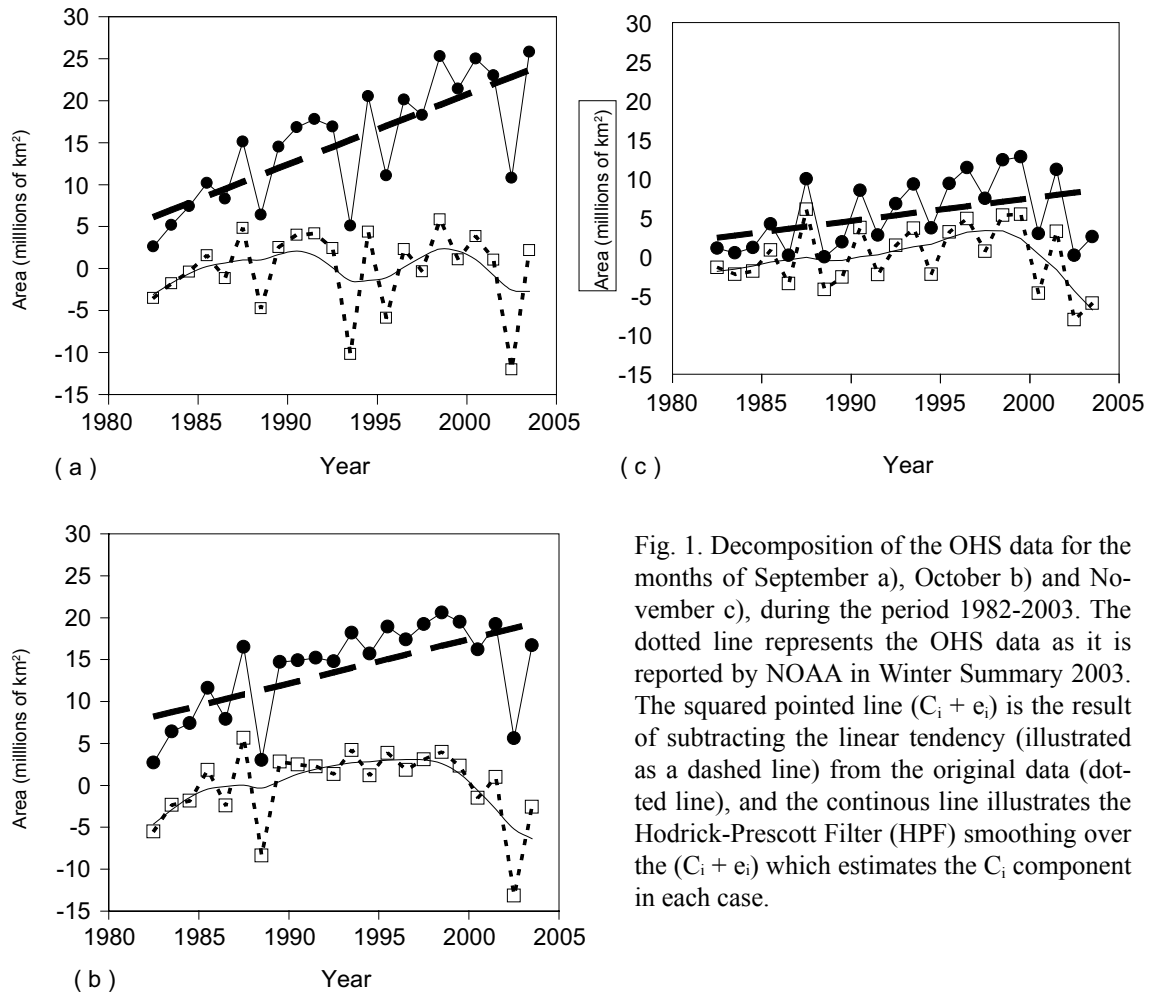 30
25
20
15
10
5
0
-5
-10
-15
1980 1985 1990 1995 2000 2005
Area (milllions of km²)
( a ) Year
30
25
20
15
10
5
0
-5
-10
-15
1980 1985 1990 1995 2000 2005
Area (millions of km²)
( c ) Year
30
25
20
15
10
5
0
-5
-10
-15
1980 1985 1990 1995 2000 2005
Area (millions of km²)
( b ) Year
Fig. 1. Decomposition of the OHS data for the
months of September a), October b) and No-
vember c), during the period 1982-2003. The
dotted line represents the OHS data as it is
reported by NOAA in Winter Summary 2003.
The squared pointed line (Cᵢ + eᵢ) is the result
of subtracting the linear tendency (illustrated
as a dashed line) from the original data (dot-
ted line), and the continous line illustrates the
Hodrick-Prescott Filter (HPF) smoothing over
the (Cᵢ + eᵢ) which estimates the Cᵢ component
in each case.